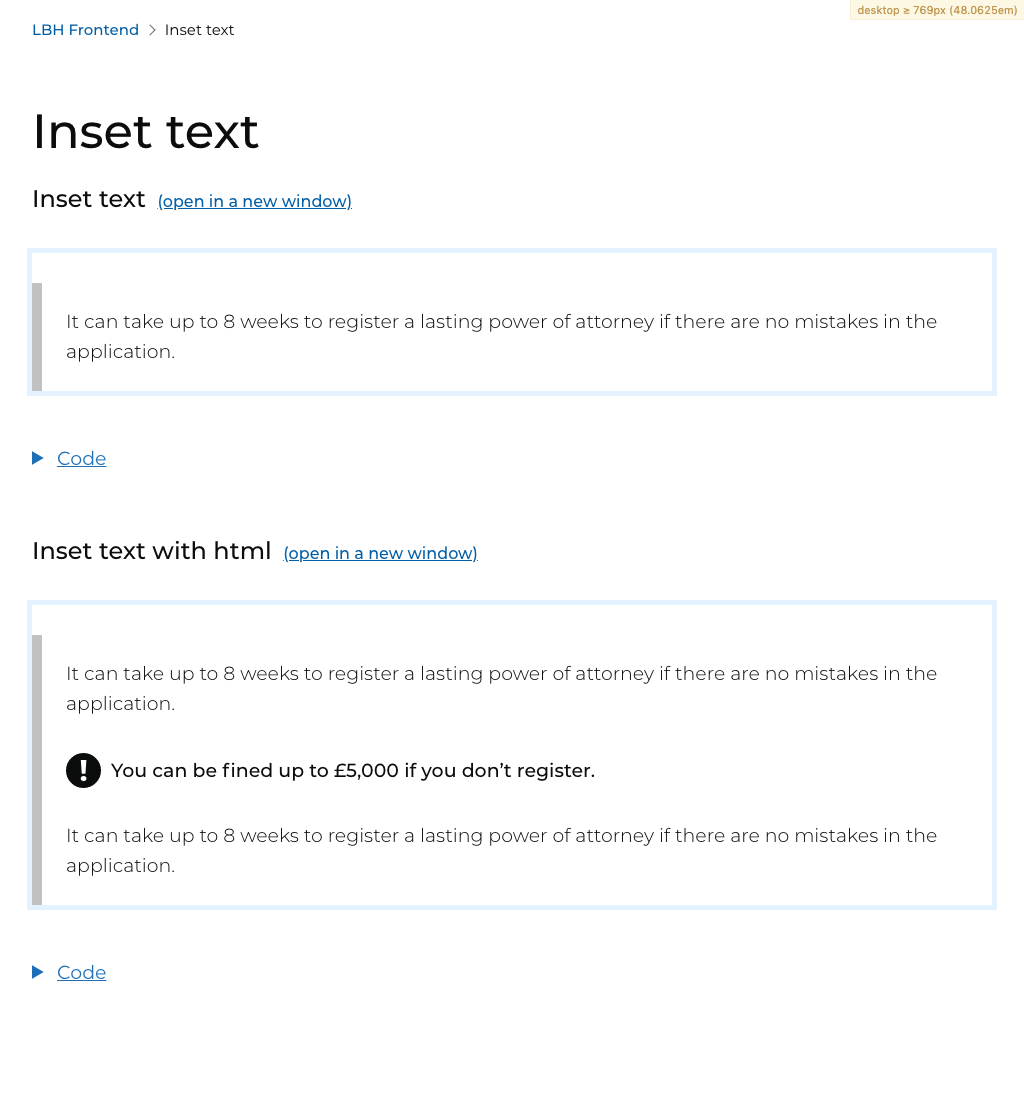 desktop ≥ 769px (48.0625em)
LBH Frontend > Inset text
Inset text
Inset text (open in a new window)
It can take up to 8 weeks to register a lasting power of attorney if there are no mistakes in the
application.
Code
Inset text with html (open in a new window)
It can take up to 8 weeks to register a lasting power of attorney if there are no mistakes in the
application.
! You can be fined up to £5,000 if you don’t register.
It can take up to 8 weeks to register a lasting power of attorney if there are no mistakes in the
application.
Code